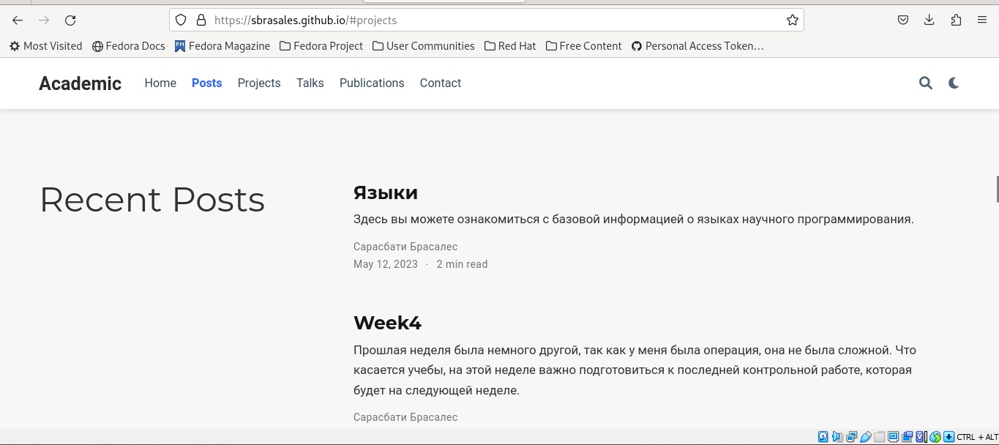 https://sbrasales.github.io/#projects
Most Visited Fedora Docs Fedora Magazine Fedora Project User Communities Red Hat Free Content Personal Access Token…
Academic Home Posts Projects Talks Publications Contact
Recent Posts
Языки
Здесь вы можете ознакомиться с базовой информацией о языках научного программирования.
Сарасбати Брасалес
May 12, 2023 · 2 min read
Week4
Прошлая неделя была немного другой, так как у меня была операция, она не была сложной. Что
касается учебы, на этой неделе важно подготовиться к последней контрольной работе, которая
будет на следующей неделе.
Сарасбати Брасалес
CTRL + ALT